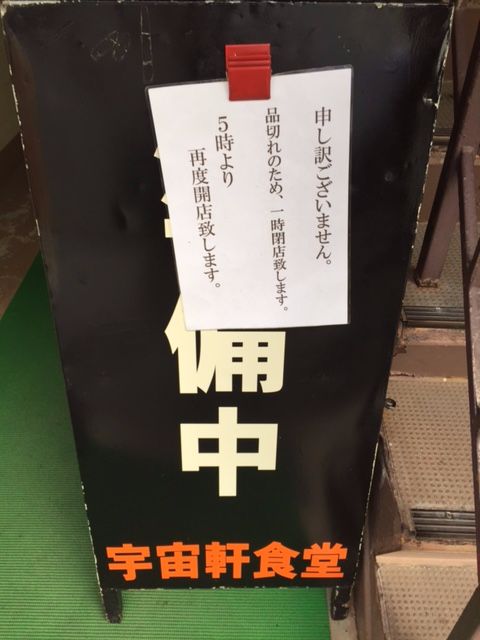 申し訳ございません。
品切れのため、一時閉店致します。
5時より
再度開店致します。
備中
宇宙軒食堂